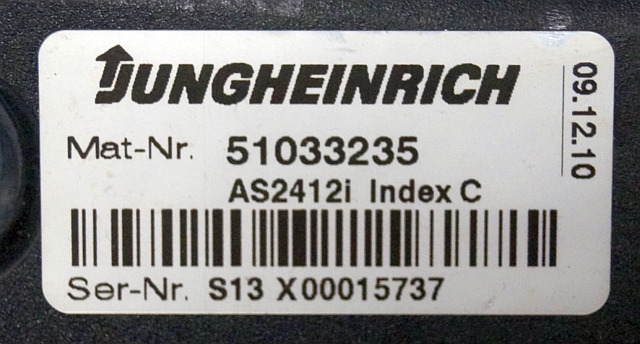 JUNGHEINRICH
Mat-Nr. 51033235
AS2412i Index C
Ser-Nr. S13 X00015737
09.12.10